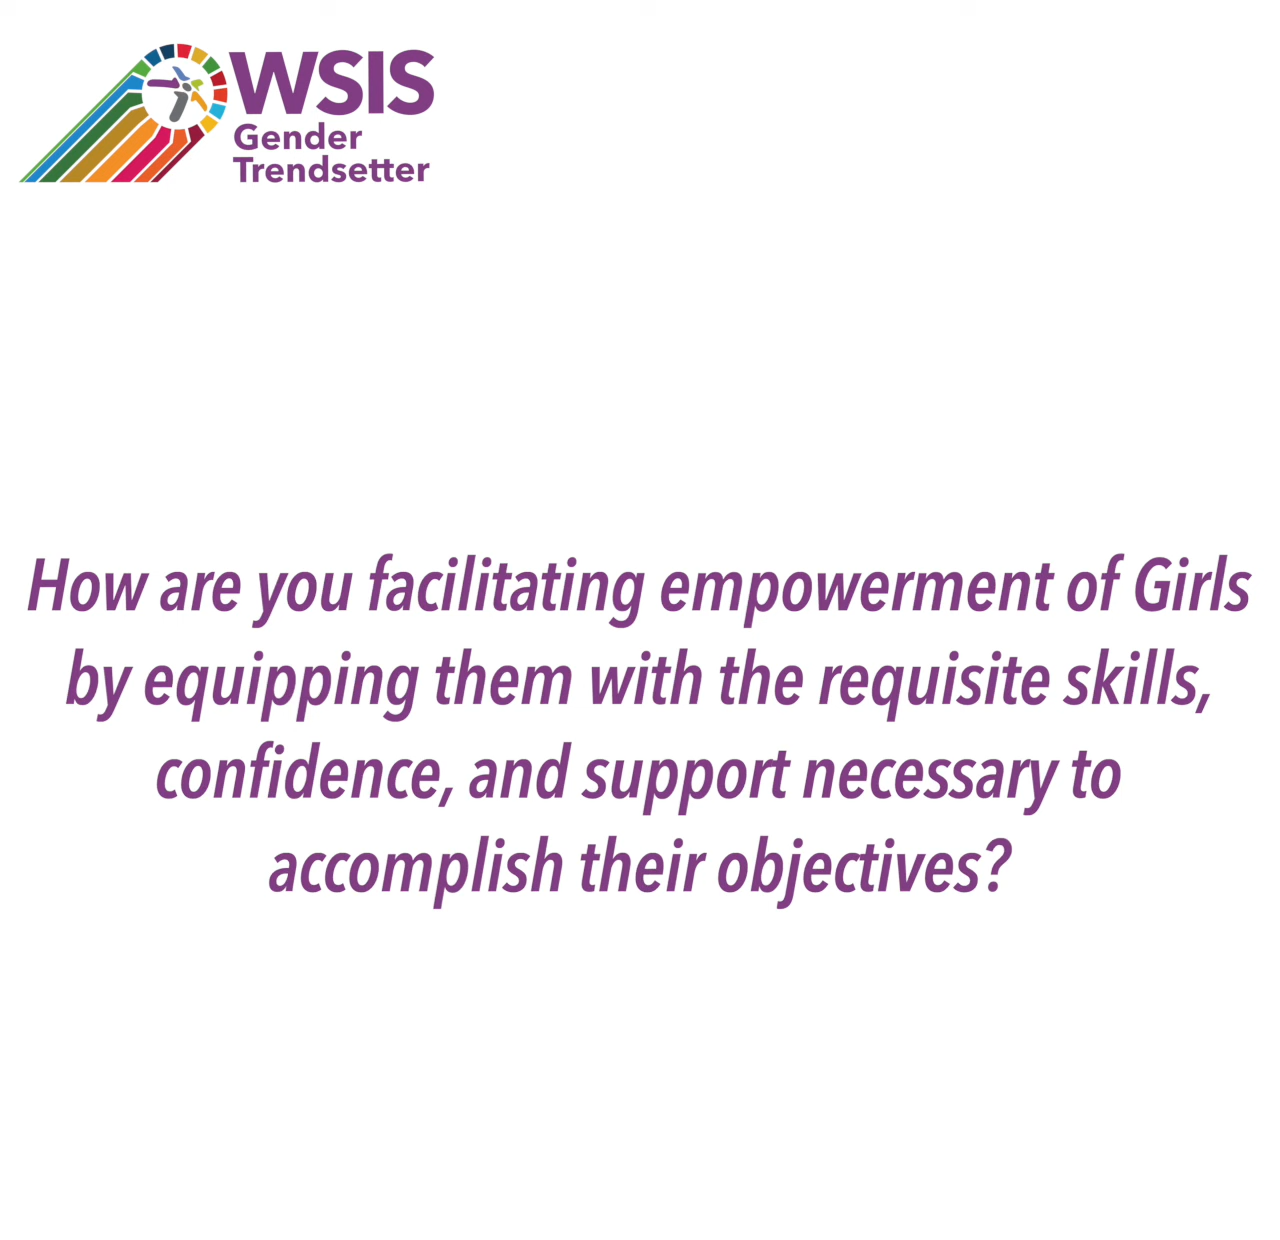 WSIS
Gender
Trendsetter
How are you facilitating empowerment of Girls
by equipping them with the requisite skills,
confidence, and support necessary to
accomplish their objectives?